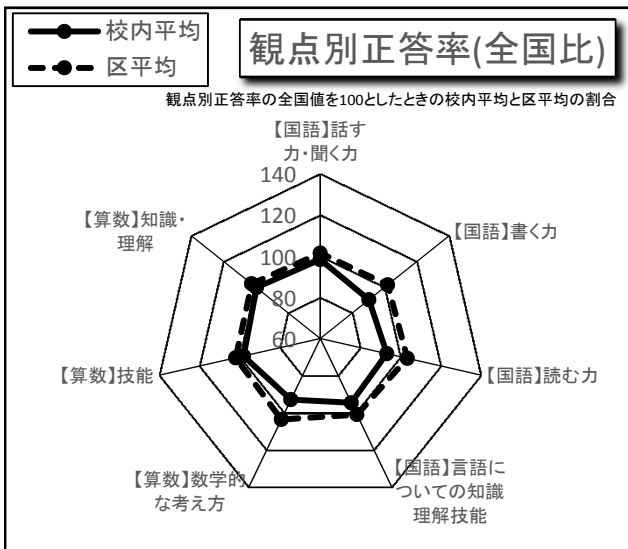 校内平均
区平均
観点別正答率(全国比)
観点別正答率の全国値を100としたときの校内平均と区平均の割合
【国語】話す
力・聞く力
140
120
100
80
60
【国語】書く力
【国語】読む力
【国語】言語に
ついての知識
理解技能
【算数】数学的
な考え方
【算数】技能
【算数】知識・
理解